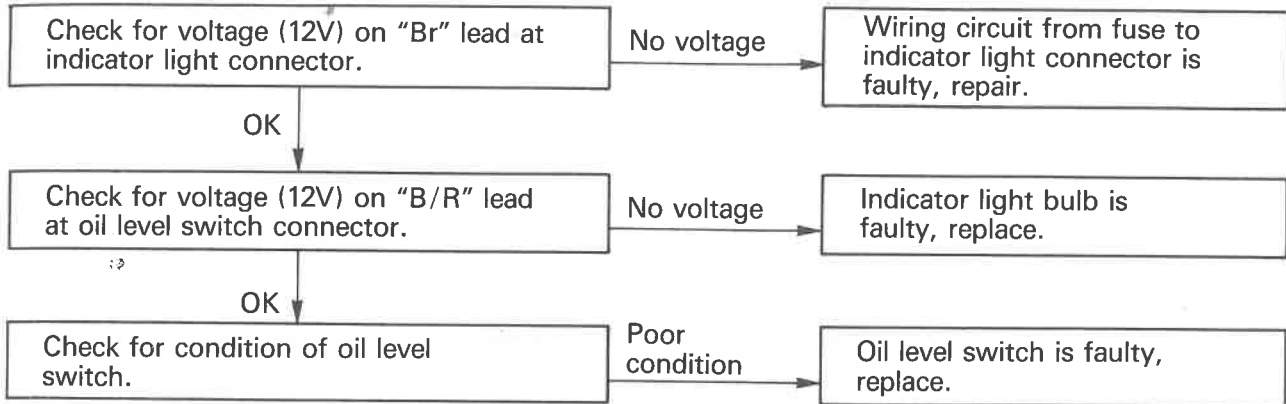 Check for voltage (12V) on “Br” lead at
indicator light connector.
No voltage
Wiring circuit from fuse to
indicator light connector is
faulty, repair.
OK
Check for voltage (12V) on “B/R” lead
at oil level switch connector.
No voltage
Indicator light bulb is
faulty, replace.
OK
Check for condition of oil level
switch.
Poor
condition
Oil level switch is faulty,
replace.